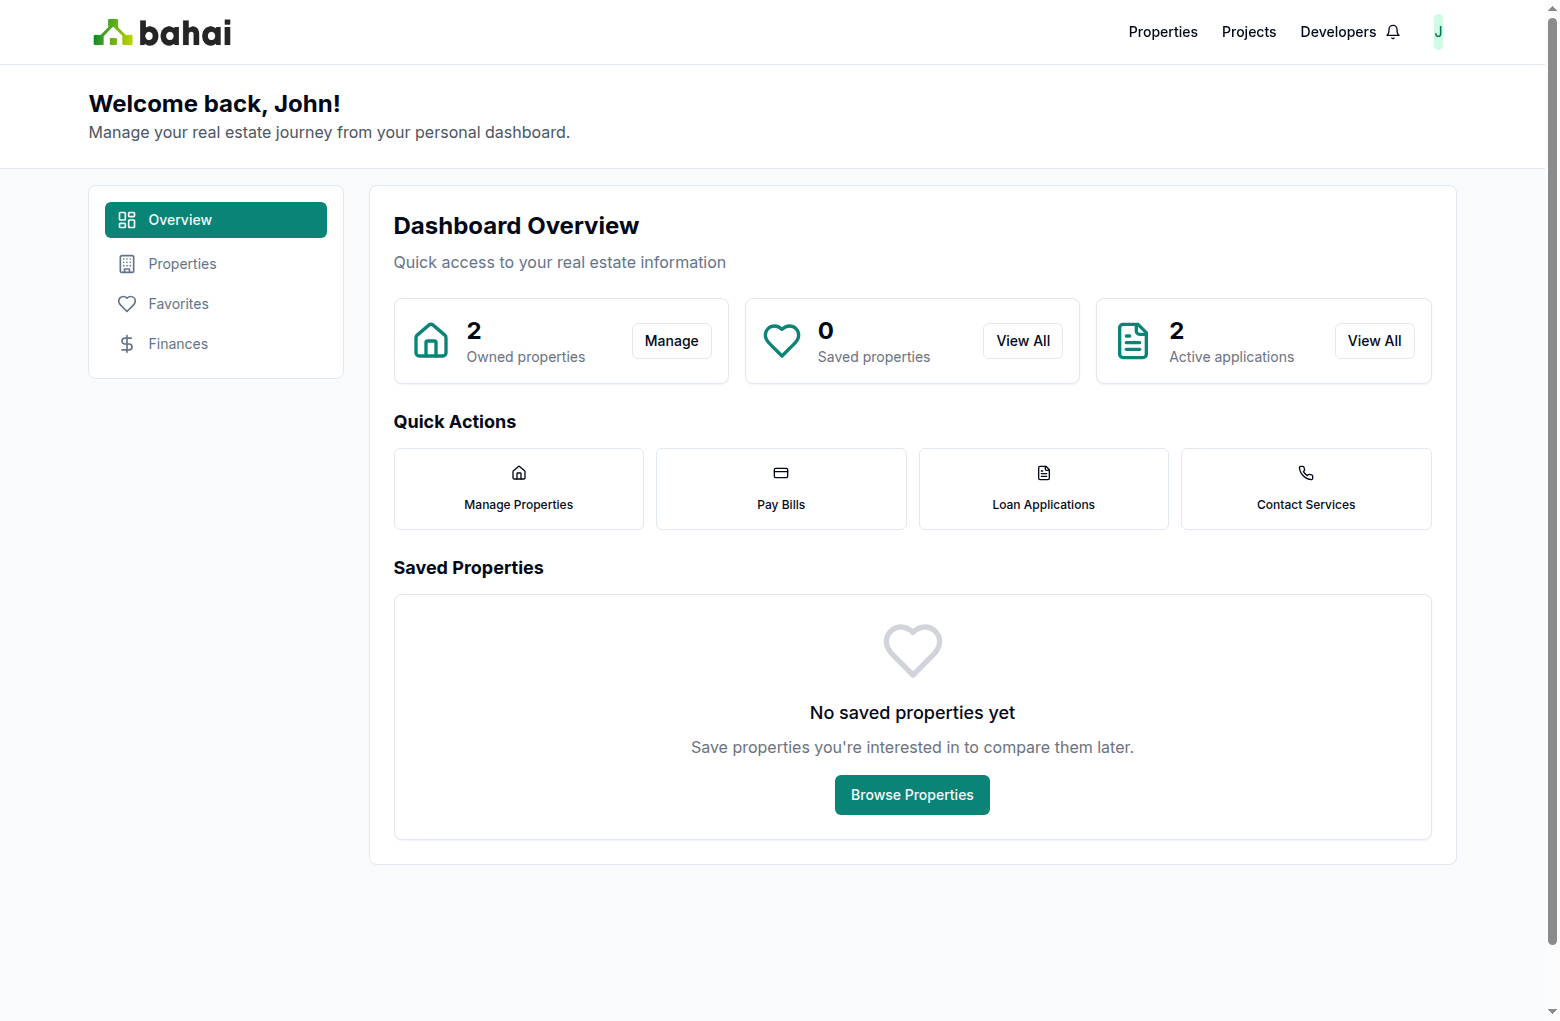 bahai
Properties
Projects
Developers
J
Welcome back, John!
Manage your real estate journey from your personal dashboard.
Overview
Properties
Favorites
Finances
Dashboard Overview
Quick access to your real estate information
2
Owned properties
Manage
0
Saved properties
View All
2
Active applications
View All
Quick Actions
Manage Properties
Pay Bills
Loan Applications
Contact Services
Saved Properties
No saved properties yet
Save properties you're interested in to compare them later.
Browse Properties